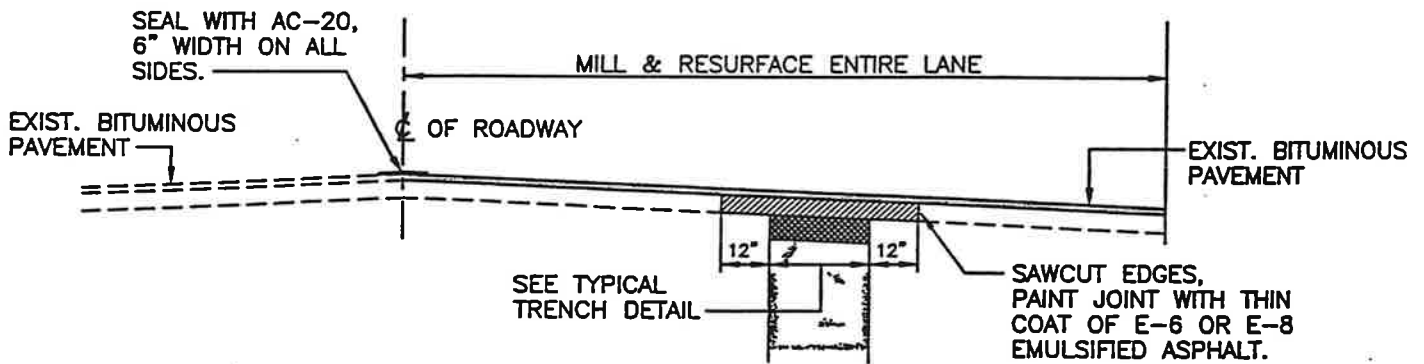 SEAL WITH AC-20,
6" WIDTH ON ALL
SIDES.
MILL & RESURFACE ENTIRE LANE
EXIST. BITUMINOUS
PAVEMENT
℄ OF ROADWAY
EXIST. BITUMINOUS
PAVEMENT
12"
12"
SEE TYPICAL
TRENCH DETAIL
SAWCUT EDGES,
PAINT JOINT WITH THIN
COAT OF E-6 OR E-8
EMULSIFIED ASPHALT.